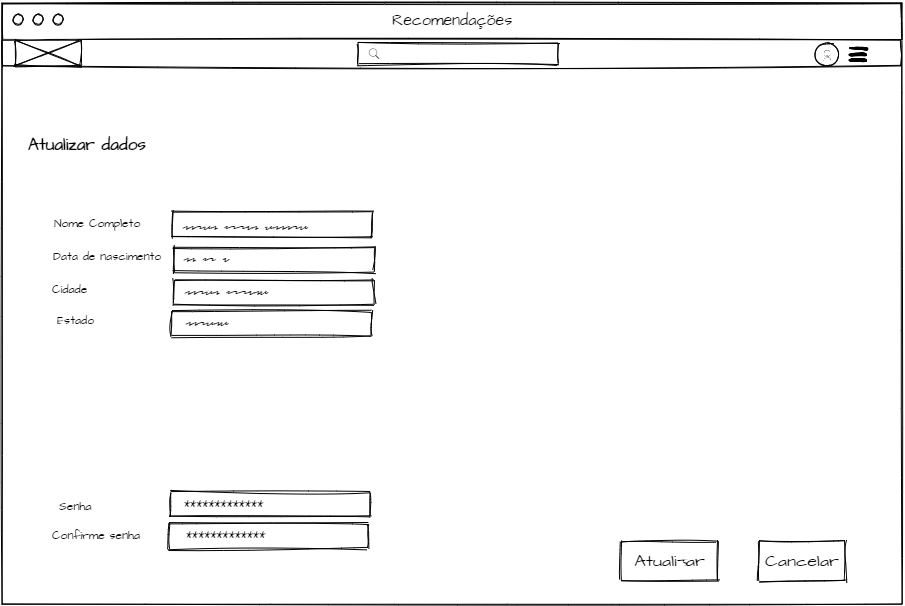 Recomendações
Atualizar dados
Nome Completo
Data de nascimento
Cidade
Estado
Senha
*************
Confirme senha
*************
Atualizar
Cancelar